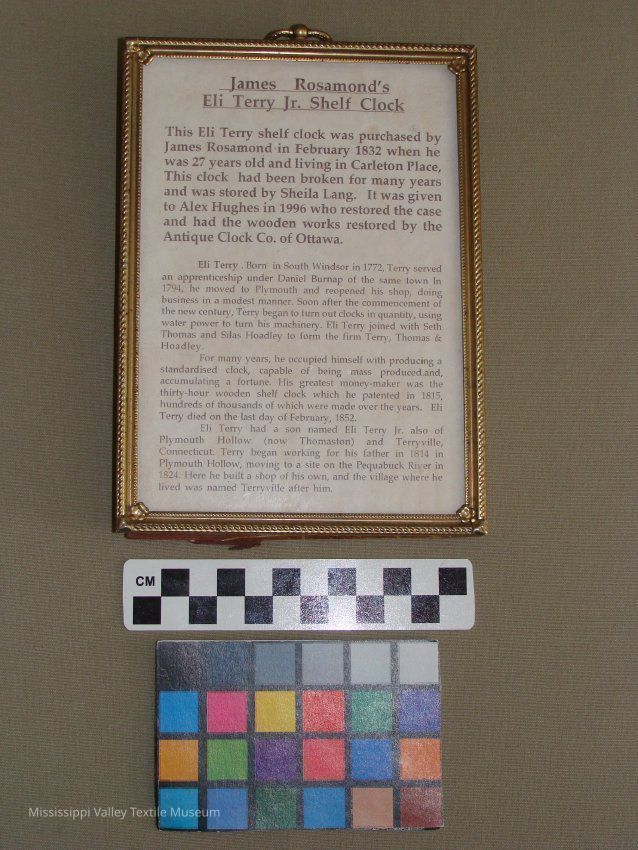 James Rosamond's
Eli Terry Jr. Shelf Clock
This Eli Terry shelf clock was purchased by
James Rosamond in February 1832 when he
was 27 years old and living in Carleton Place,
This clock had been broken for many years
and was stored by Sheila Lang. It was given
to Alex Hughes in 1996 who restored the case
and had the wooden works restored by the
Antique Clock Co. of Ottawa.
Eli Terry . Born in South Windsor in 1772, Terry served
an apprenticeship under Daniel Burnap of the same town In
1794, he moved to Plymouth and reopened his shop, doing
business in a modest manner. Soon after the commencement of
the new century, Terry began to turn out clocks in quantity, using
water power to turn his machinery. Eli Terry joined with Seth
Thomas and Silas Hoadley to form the firm Terry, Thomas &
Hoadley.
For many years, he occupied himself with producing a
standardised clock, capable of being mass produced.and,
accumulating a fortune. His greatest money-maker was the
thirty-hour wooden shelf clock which he patented in 1815,
hundreds of thousands of which were made over the years. Eli
Terry died on the last day of February, 1852.
Eli Terry had a son named Eli Terry Jr. also of
Plymouth Hollow (now Thomaston) and Terryville,
Connecticut. Terry began working for his father in 1814 in
Plymouth Hollow, moving to a site on the Pequabuck River in
1824. Here he built a shop of his own, and the village where he
lived was named Terryville after him.
CM
Mississippi Valley Textile Museum